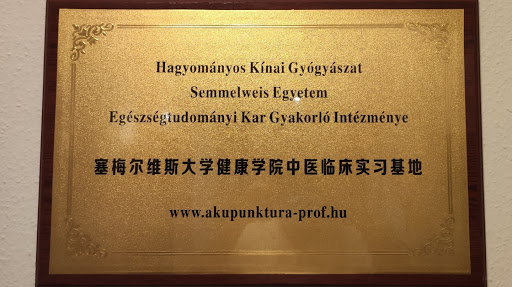 Hagyományos Kínai Gyógyászat
Semmelweis Egyetem
Egészségtudományi Kar Gyakorló Intézménye
塞梅尔维斯大学健康学院中医临床实习基地
www.akupunktura-prof.hu